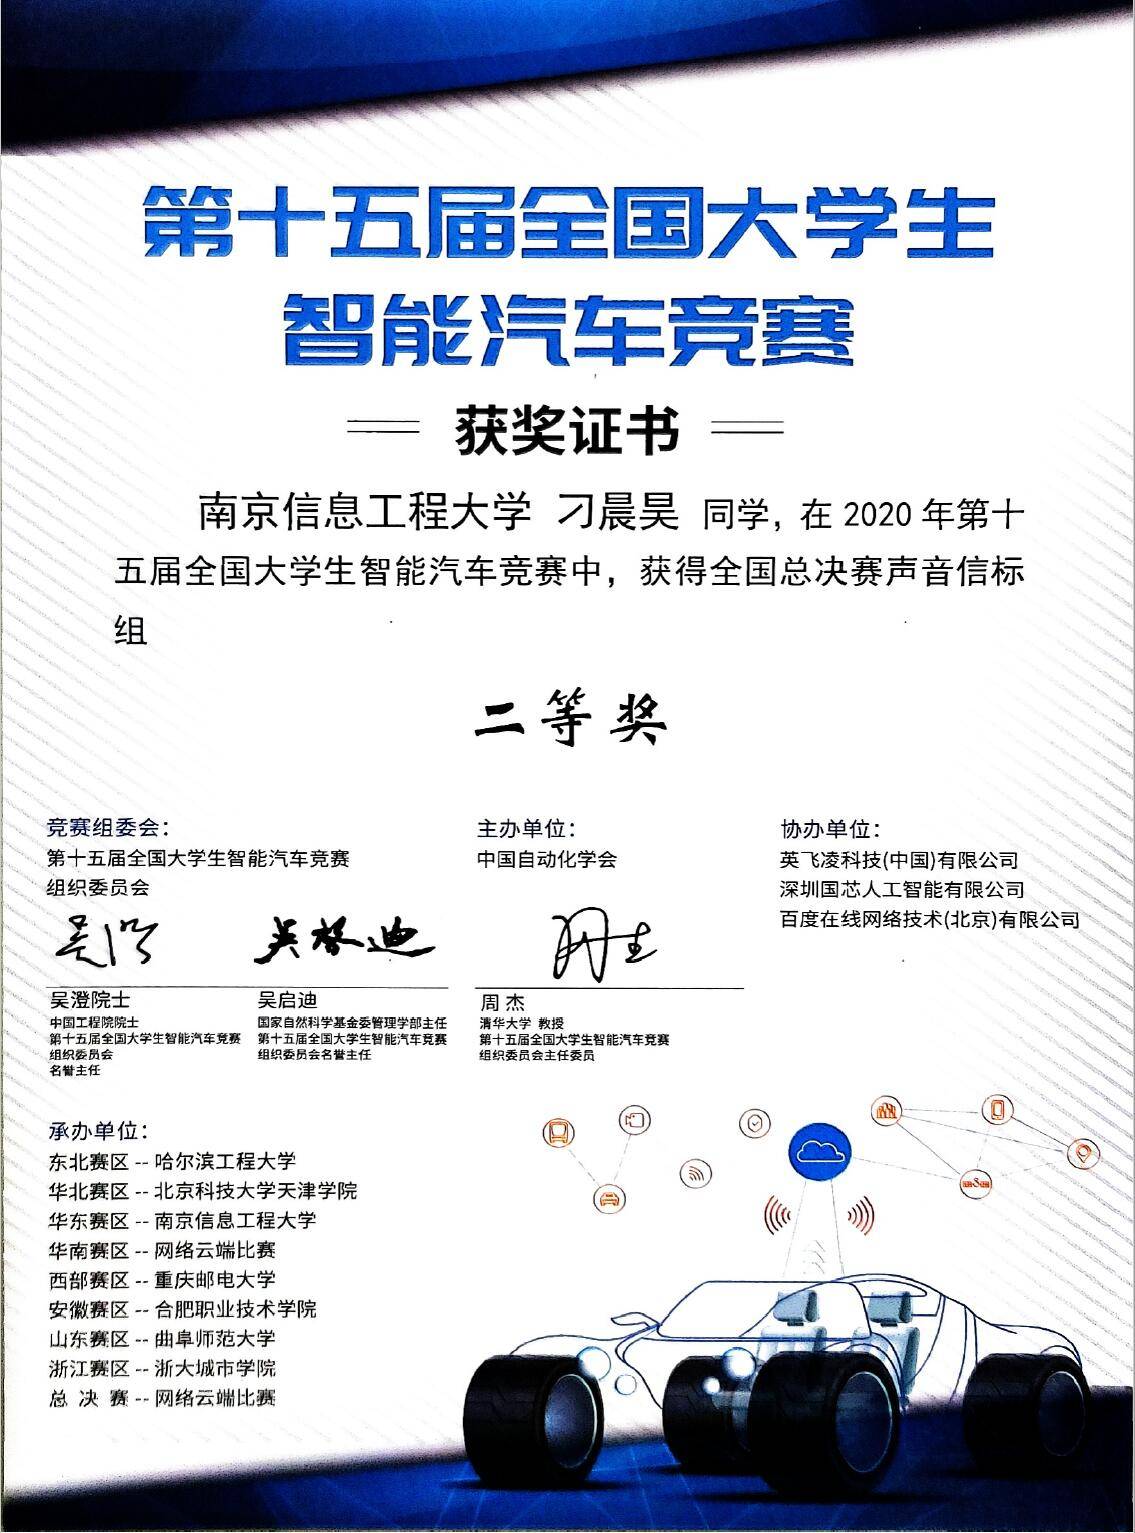 第十五届全国大学生
智能汽车竞赛
获奖证书
南京信息工程大学 刁晨昊 同学，在 2020 年第十
五届全国大学生智能汽车竞赛中，获得全国总决赛声音信标
组
二等奖
竞赛组委会：
第十五届全国大学生智能汽车竞赛
组织委员会
吴澄院士
中国工程院院士
第十五届全国大学生智能汽车竞赛
组织委员会
名誉主任
吴启迪
吴启迪
国家自然科学基金委管理学部主任
第十五届全国大学生智能汽车竞赛
组织委员会名誉主任
主办单位：
中国自动化学会
周 杰
清华大学 教授
第十五届全国大学生智能汽车竞赛
组织委员会主任委员
协办单位：
英飞凌科技(中国)有限公司
深圳国芯人工智能有限公司
百度在线网络技术(北京)有限公司
承办单位：
东北赛区 -- 哈尔滨工程大学
华北赛区 -- 北京科技大学天津学院
华东赛区 -- 南京信息工程大学
华南赛区 -- 网络云端比赛
西部赛区 -- 重庆邮电大学
安徽赛区 -- 合肥职业技术学院
山东赛区 -- 曲阜师范大学
浙江赛区 -- 浙大城市学院
总 决 赛 -- 网络云端比赛